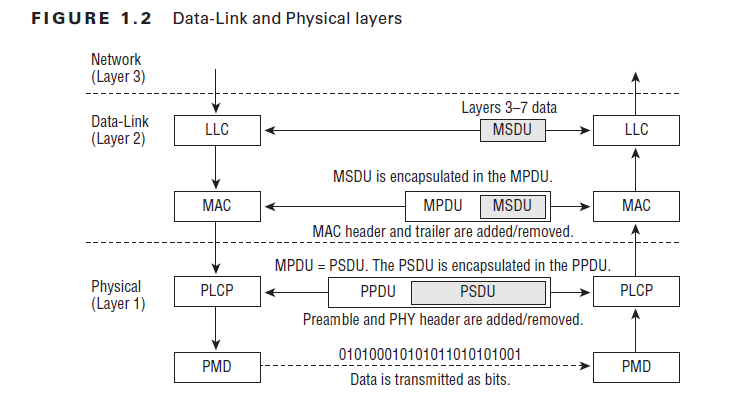 FIGURE 1.2 Data-Link and Physical layers
Network
(Layer 3)
Layers 3–7 data
Data-Link
(Layer 2)
LLC
MSDU
LLC
MSDU is encapsulated in the MPDU.
MAC
MPDU
MSDU
MAC
MAC header and trailer are added/removed.
MPDU = PSDU. The PSDU is encapsulated in the PPDU.
Physical
(Layer 1)
PLCP
PPDU
PSDU
PLCP
Preamble and PHY header are added/removed.
PMD
010100010101011010101001
PMD
Data is transmitted as bits.